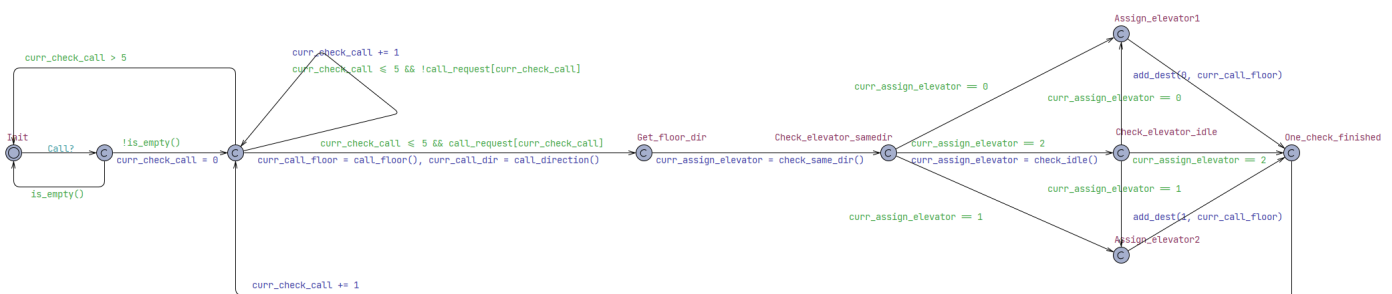 Assign_elevator1
curr_check_call > 5
curr_check_call += 1
curr_check_call ⩽ 5 && !call_request[curr_check_call]
add_dest(0, curr_call_floor)
curr_assign_elevator == 0
curr_assign_elevator == 0
Init
Call?
!is_empty()
curr_check_call = 0
C
C
curr_check_call ⩽ 5 && call_request[curr_check_call]
curr_call_floor = call_floor(), curr_call_dir = call_direction()
Get_floor_dir
C
curr_assign_elevator = check_same_dir()
Check_elevator_samedir
C
curr_assign_elevator == 2
curr_assign_elevator = check_idle()
Check_elevator_idle
C
curr_assign_elevator == 2
One_check_finished
C
is_empty()
curr_assign_elevator == 1
curr_assign_elevator == 1
add_dest(1, curr_call_floor)
Assign_elevator2
C
C
curr_check_call += 1